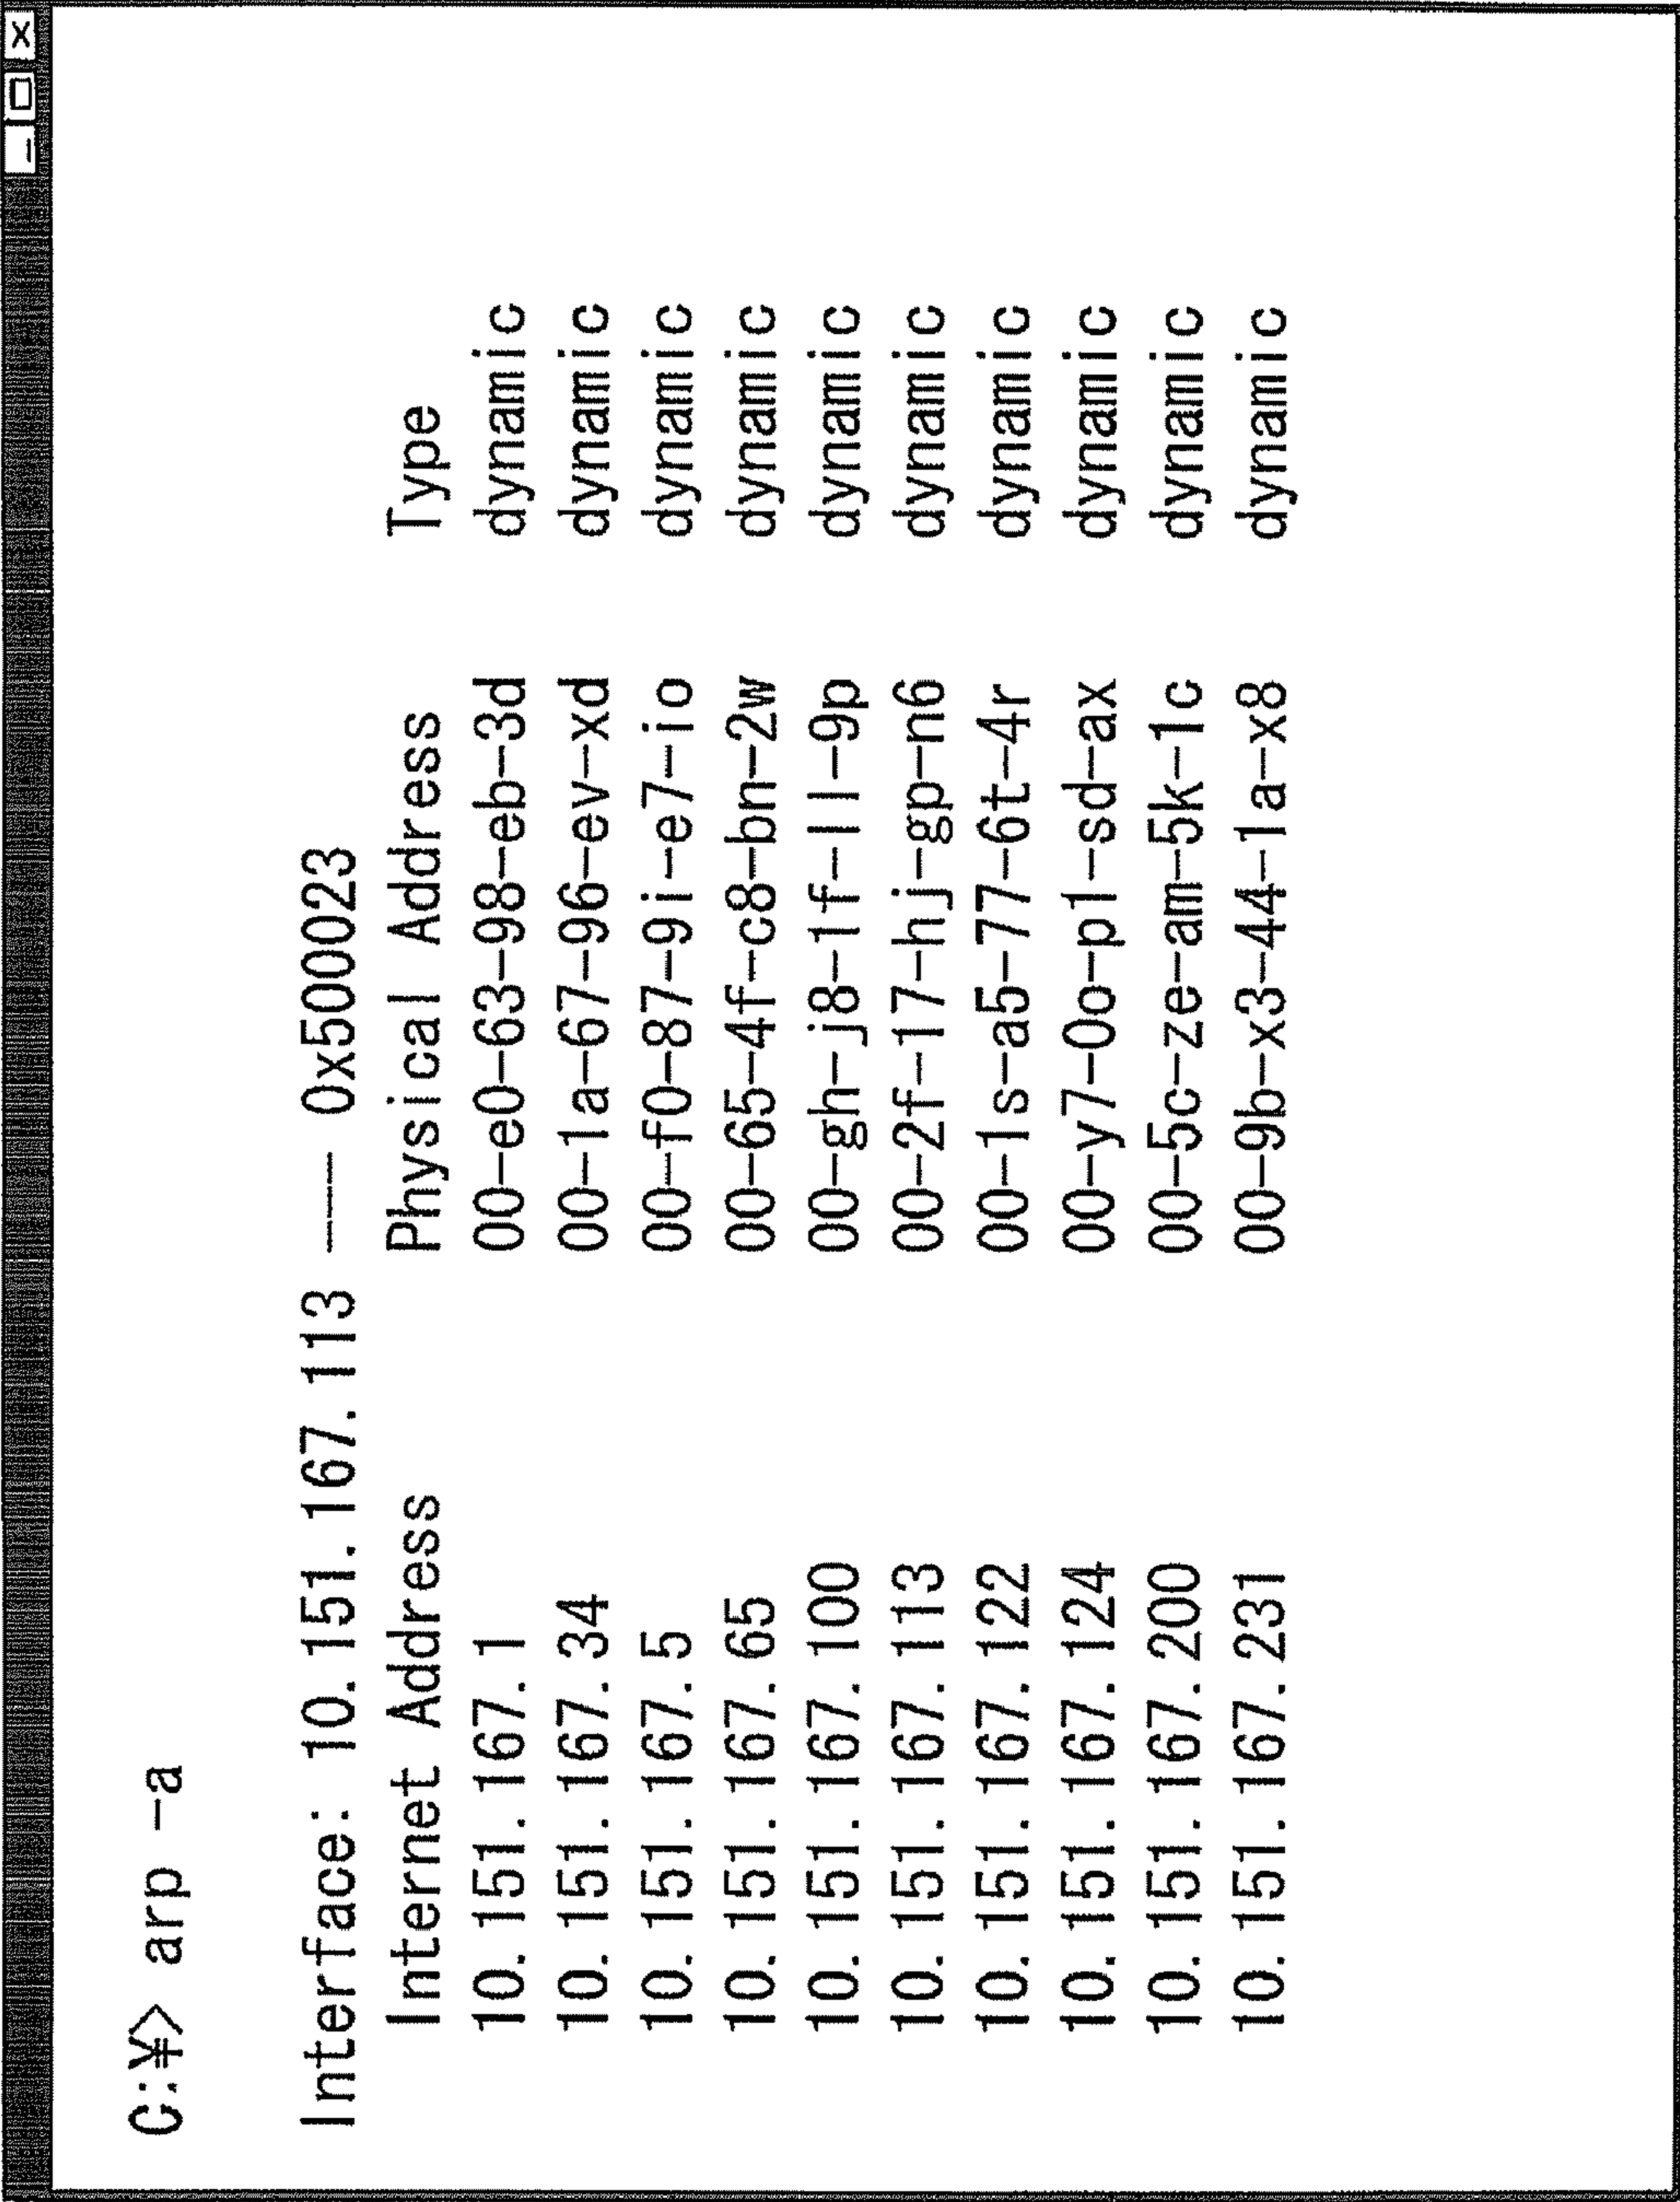 C:¥> arp -a
Interface: 10.151.167.113 --- 0x500023
Internet Address Physical Address Type
10.151.167.1 00-e0-63-98-eb-3d dynamic
10.151.167.34 00-1a-67-96-ev-xd dynamic
10.151.167.5 00-f0-87-9i-e7-io dynamic
10.151.167.65 00-65-4f-c8-bn-2w dynamic
10.151.167.100 00-gh-j8-1f-ll-9p dynamic
10.151.167.113 00-2f-17-hj-gp-n6 dynamic
10.151.167.122 00-1s-a5-77-6t-4r dynamic
10.151.167.124 00-y7-0o-p1-sd-ax dynamic
10.151.167.200 00-5c-ze-am-5k-1c dynamic
10.151.167.231 00-9b-x3-44-1a-x8 dynamic